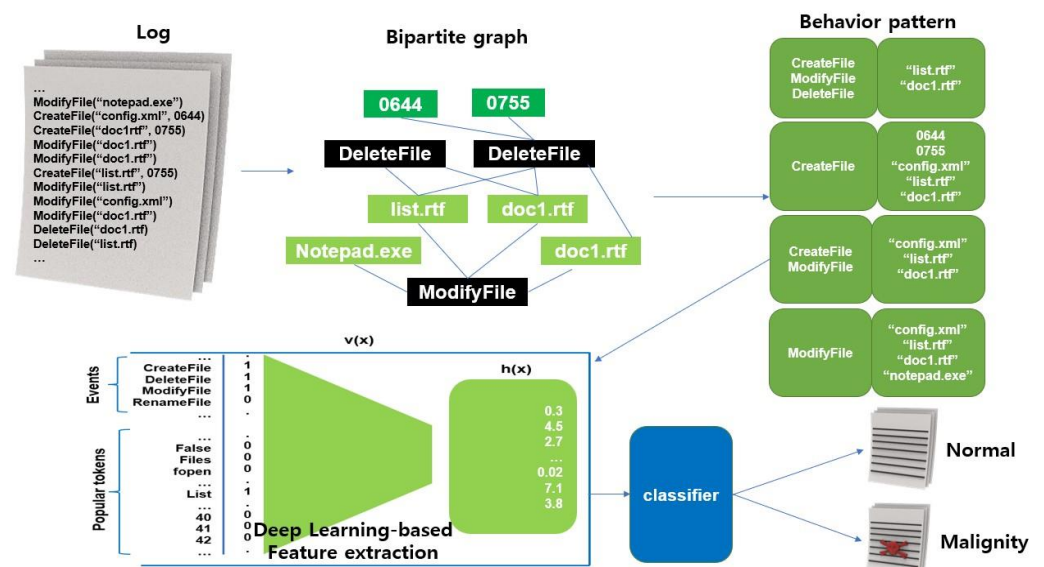 Log
...
ModifyFile("notepad.exe")
CreateFile("config.xml", 0644)
CreateFile("doc1rtf", 0755)
ModifyFile("doc1.rtf")
ModifyFile("doc1.rtf")
CreateFile("list.rtf", 0755)
ModifyFile("list.rtf")
ModifyFile("config.xml")
ModifyFile("doc1.rtf")
DeleteFile("doc1.rtf)
DeleteFile("list.rtf)
...
Bipartite graph
0644
0755
DeleteFile
DeleteFile
list.rtf
doc1.rtf
Notepad.exe
doc1.rtf
ModifyFile
Behavior pattern
CreateFile
ModifyFile
DeleteFile
"list.rtf"
"doc1.rtf"
CreateFile
0644
0755
"config.xml"
"list.rtf"
"doc1.rtf"
CreateFile
ModifyFile
"config.xml"
"list.rtf"
"doc1.rtf"
ModifyFile
"config.xml"
"list.rtf"
"doc1.rtf"
"notepad.exe"
v(x)
Events
... .
CreateFile 1
DeleteFile 1
ModifyFile 1
RenameFile 0
... .
Popular tokens
... .
False 0
Files 0
fopen 0
... .
List 1
... .
40 0
41 0
42 0
... .
Deep Learning-based
Feature extraction
h(x)
0.3
4.5
2.7
...
0.02
7.1
3.8
classifier
Normal
Malignity